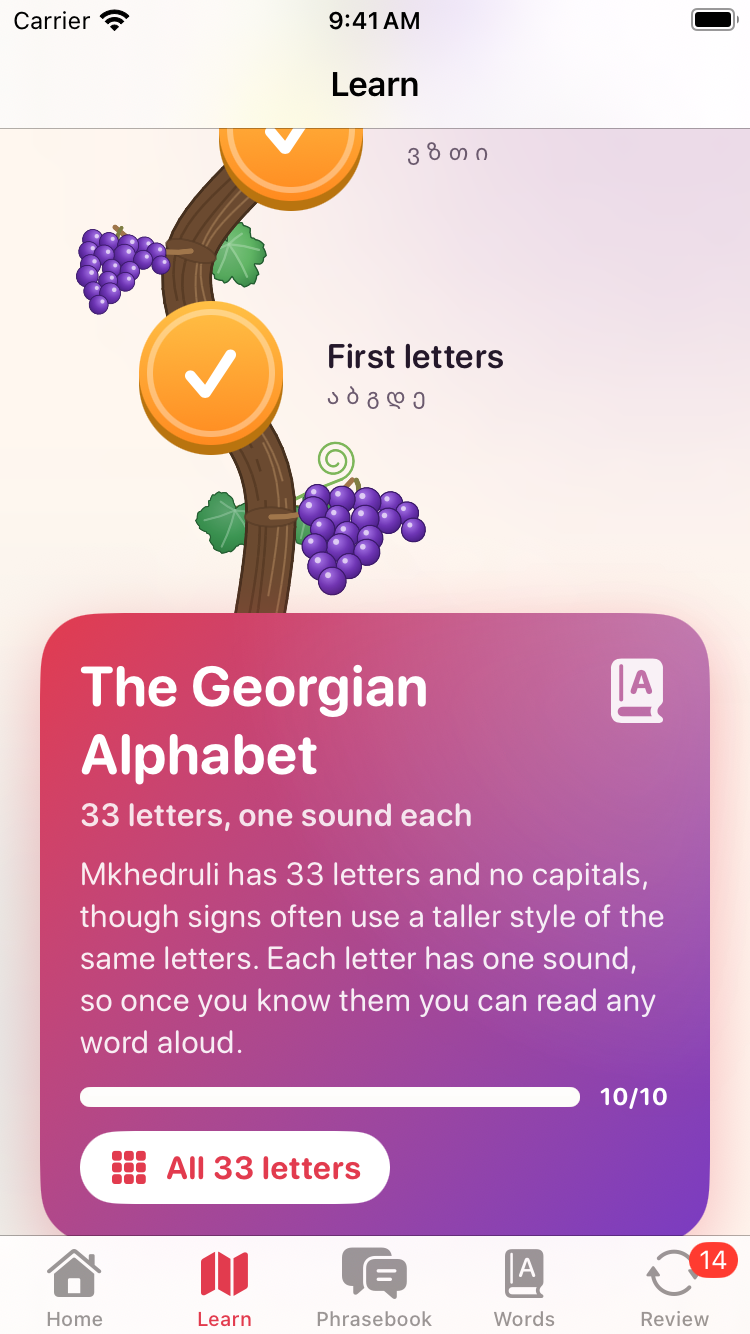 Carrier 9:41 AM
Learn
ვ ზ თ ი
First letters
ა ბ გ დ ე
The Georgian
Alphabet
A
33 letters, one sound each
Mkhedruli has 33 letters and no capitals,
though signs often use a taller style of the
same letters. Each letter has one sound,
so once you know them you can read any
word aloud.
10/10
All 33 letters
A
14
Home Learn Phrasebook Words Review